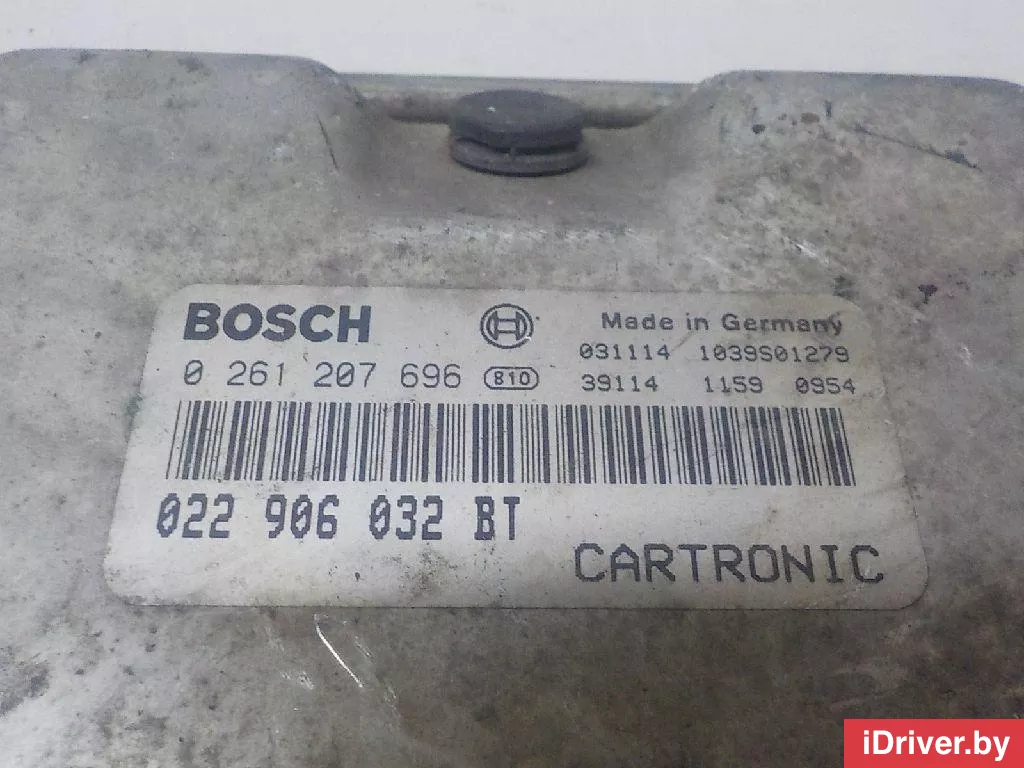 BOSCH
Made in Germany
031114 1039S01279
0 261 207 696 810 39114 1159 0954
022 906 032 BT
CARTRONIC
iDriver.by